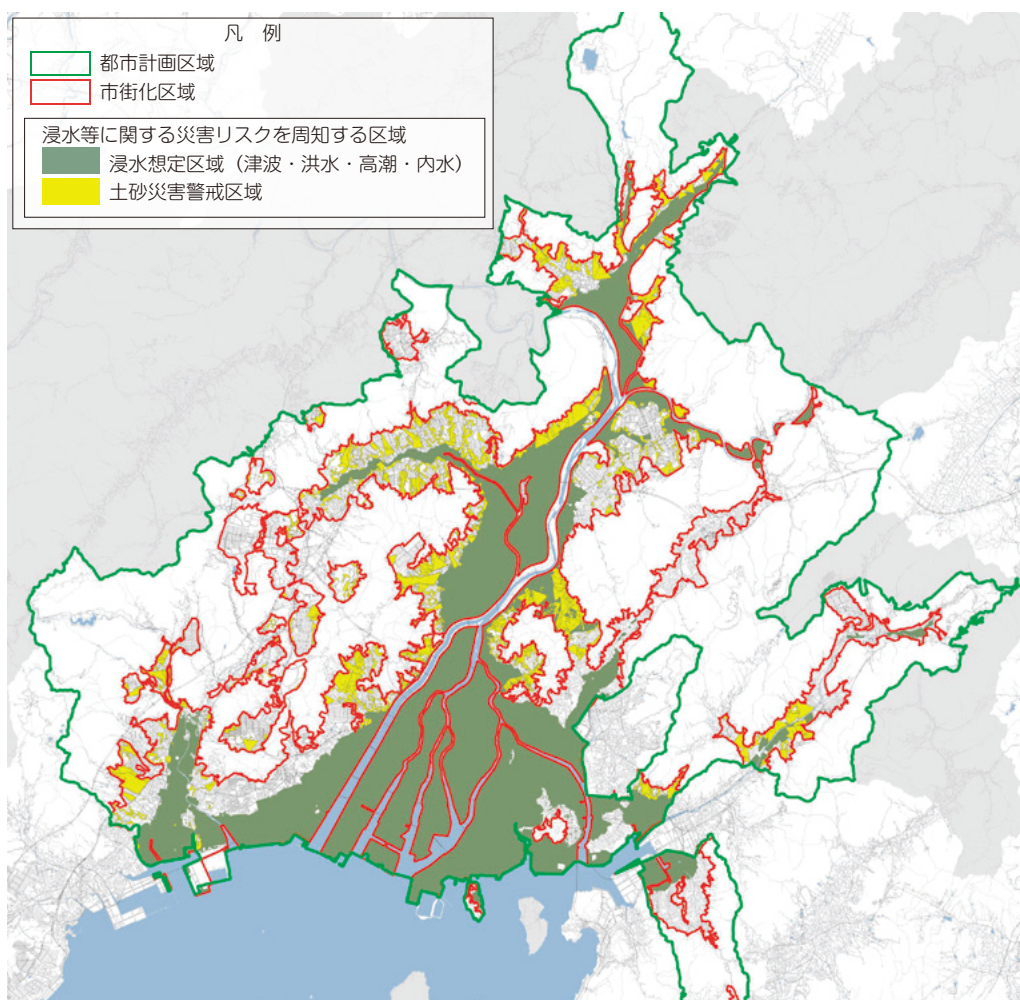 凡　例
都市計画区域
市街化区域
浸水等に関する災害リスクを周知する区域
浸水想定区域（津波・洪水・高潮・内水）
土砂災害警戒区域